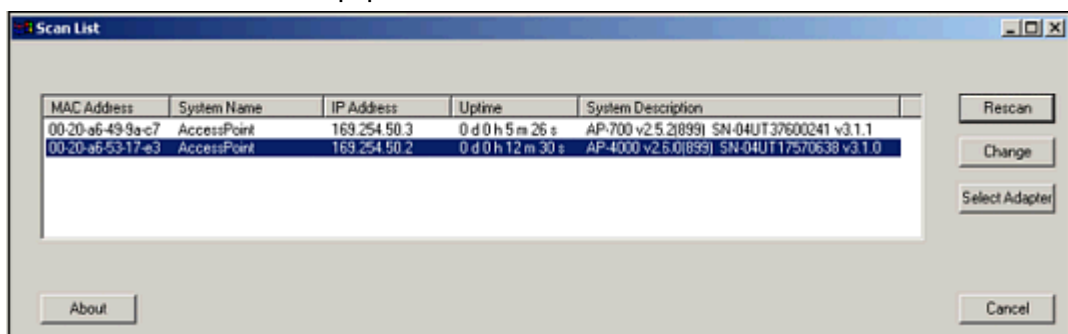 Scan List
MAC Address System Name IP Address Uptime System Description
00-20-a6-49-9a-c7 AccessPoint 169.254.50.3 0 d 0 h 5 m 26 s AP-700 v2.5.2(899) SN-04UT37600241 v3.1.1
00-20-a6-53-17-e3 AccessPoint 169.254.50.2 0 d 0 h 12 m 30 s AP-4000 v2.6.0(899) SN-04UT17570638 v3.1.0
Rescan
Change
Select Adapter
About
Cancel